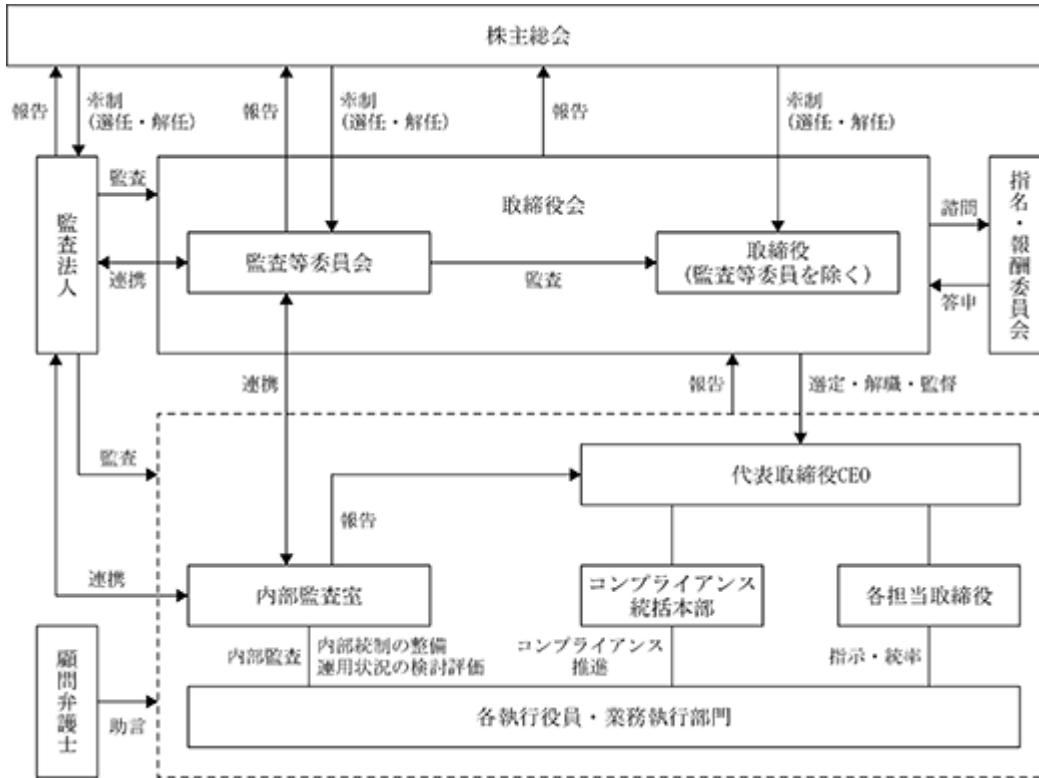 株主総会
報告
牽制
(選任・解任)
報告
牽制
(選任・解任)
報告
牽制
(選任・解任)
監査法人
監査
連携
取締役会
監査等委員会
監査
取締役
(監査等委員を除く)
諮問
答申
指名・報酬委員会
連携
報告
選定・解職・監督
監査
代表取締役CEO
報告
連携
内部監査室
コンプライアンス
統括本部
各担当取締役
内部監査
内部統制の整備
運用状況の検討評価
コンプライアンス
推進
指示・統率
顧問弁護士
助言
各執行役員・業務執行部門